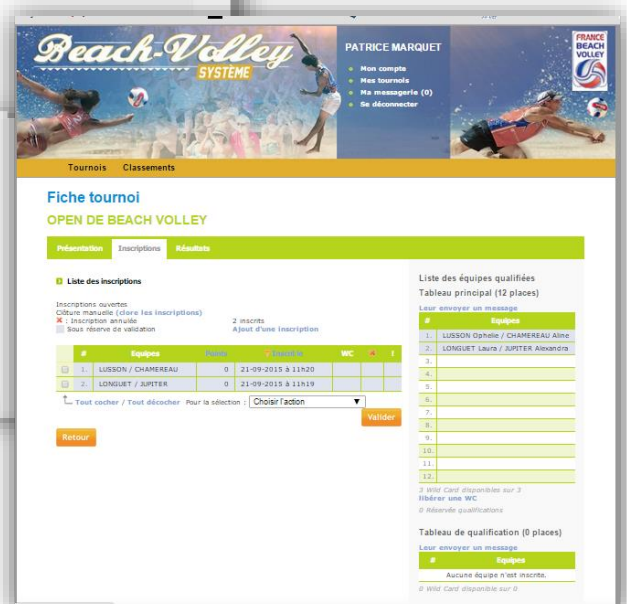 Beach-Volley
SYSTÈME
PATRICE MARQUET
Mon compte
Mes tournois
Ma messagerie (0)
Se déconnecter
FRANCE
BEACH
VOLLEY
Tournois Classements
Fiche tournoi
OPEN DE BEACH VOLLEY
Présentation Inscriptions Résultats
Liste des inscriptions
Inscriptions ouvertes
Clôture manuelle (clore les inscriptions)
: Inscription annulée 2 inscrits
Sous réserve de validation Ajout d'une inscription
# Equipes Points Inscrit le WC !
1. LUSSON / CHAMEREAU 0 21-09-2015 à 11h20
2. LONGUET / JUPITER 0 21-09-2015 à 11h19
Tout cocher / Tout décocher Pour la sélection : Choisir l'action
Valider
Retour
Liste des équipes qualifiées
Tableau principal (12 places)
Leur envoyer un message
# Equipes
1. LUSSON Ophelie / CHAMEREAU Aline
2. LONGUET Laura / JUPITER Alexandra
3.
4.
5.
6.
7.
8.
9.
10.
11.
12.
3 Wild Card disponibles sur 3
libérer une WC
0 Réservée qualifications
Tableau de qualification (0 places)
Leur envoyer un message
# Equipes
Aucune équipe n'est inscrite.
0 Wild Card disponible sur 0